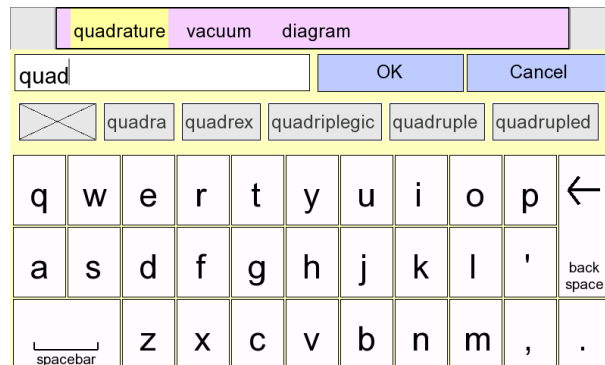 quadrature vacuum diagram
quad OK Cancel
quadra quadrex quadriplegic quadruple quadrupled
q w e r t y u i o p
a s d f g h j k l '
back
space
z x c v b n m , .
spacebar